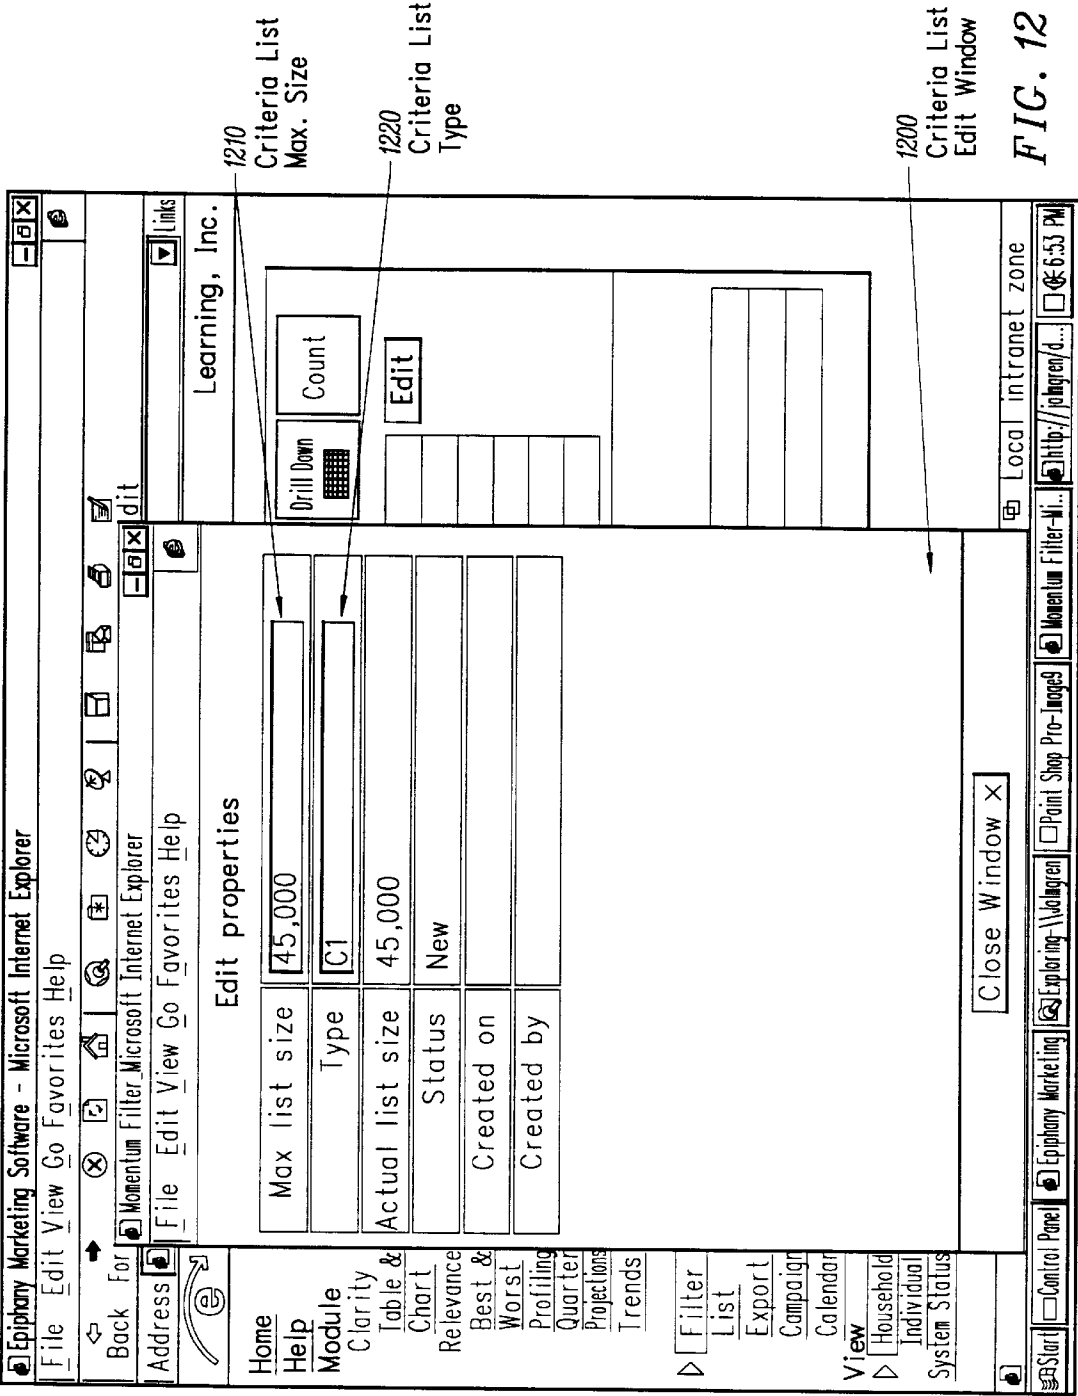 Epiphany Marketing Software - Microsoft Internet Explorer
File Edit View Go Favorites Help
Back For
Address
Momentum Filter_Microsoft Internet Explorer
dit
Links
File Edit View Go Favorites Help
Learning, Inc.
e
Home
Help
Module
Clarity
Table &
Chart
Relevance
Best &
Worst
Profiling
Quarter
Projections
Trends
Filter
List
Export
Campaign
Calendar
View
Household
Individual
System Status
Edit properties
Max list size 45,000
Type C1
Actual list size 45,000
Status New
Created on
Created by
Close Window X
Drill Down
Count
Edit
Local intranet zone
Start Control Panel Epiphany Marketing Exploring-\\Jolmgren Paint Shop Pro-Image9 Momentum Filter-Mi.. http://jolmgren/d... 6:53 PM
1210
Criteria List
Max. Size
1220
Criteria List
Type
1200
Criteria List
Edit Window
FIG. 12